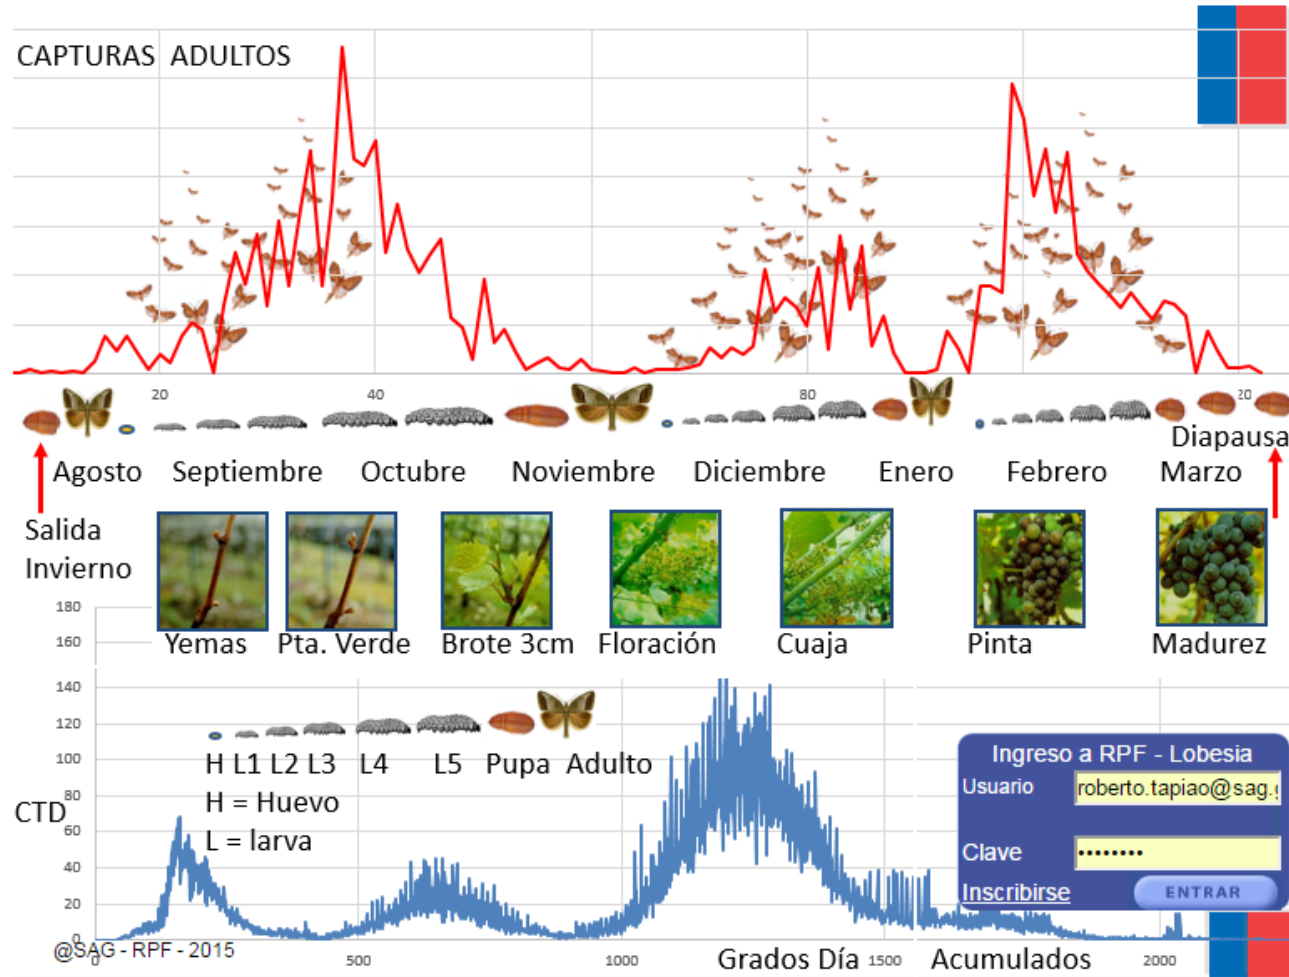 CAPTURAS ADULTOS
20 40 80 20
Diapausa
Agosto Septiembre Octubre Noviembre Diciembre Enero Febrero Marzo
Salida
Invierno
Yemas Pta. Verde Brote 3cm Floración Cuaja Pinta Madurez
180
160
140
120
100
80
60
40
20
0
CTD
H L1 L2 L3 L4 L5 Pupa Adulto
H = Huevo
L = larva
Ingreso a RPF - Lobesia
Usuario roberto.tapiao@sag.
Clave ••••••••
Inscribirse ENTRAR
@SAG - RPF - 2015
0 500 1000 1500 2000
Grados Día Acumulados